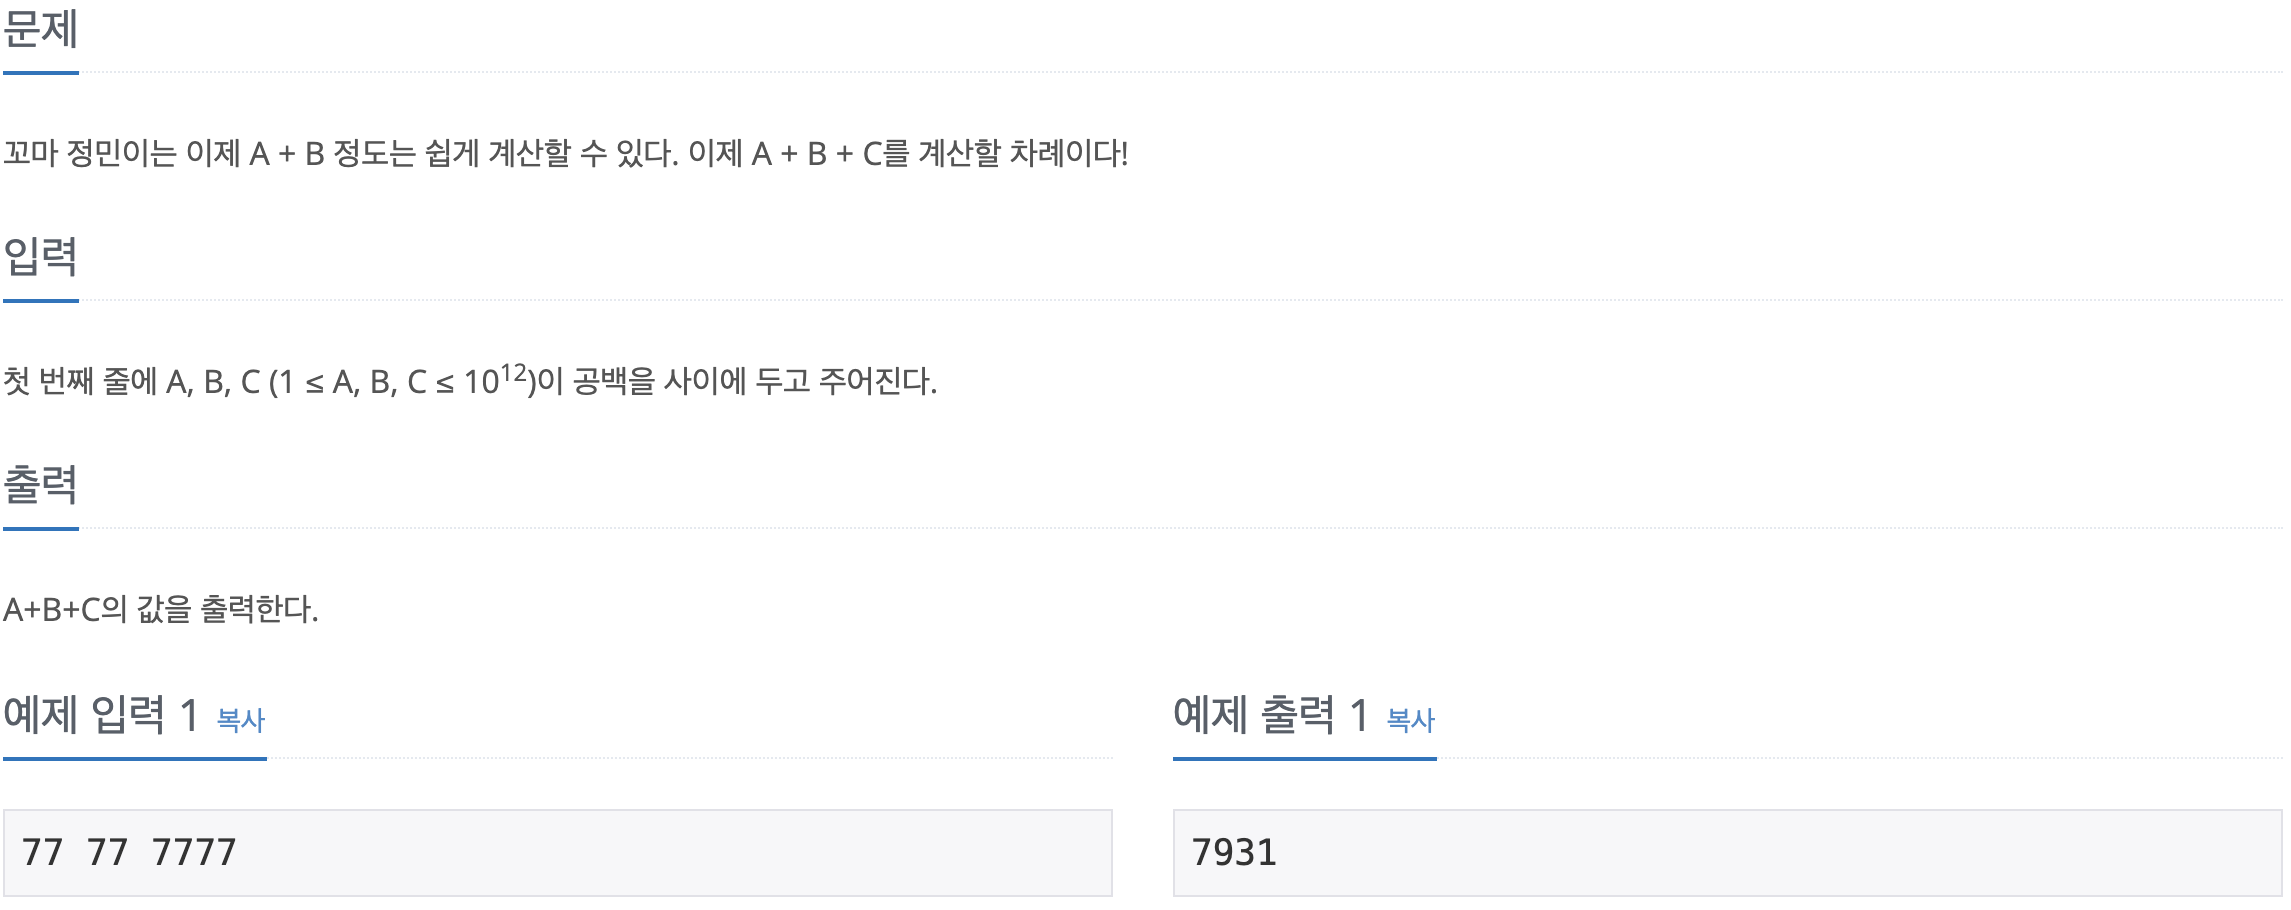 문제
꼬마 정민이는 이제 A + B 정도는 쉽게 계산할 수 있다. 이제 A + B + C를 계산할 차례이다!
입력
첫 번째 줄에 A, B, C (1 ≤ A, B, C ≤ 10¹²)이 공백을 사이에 두고 주어진다.
출력
A+B+C의 값을 출력한다.
예제 입력 1 복사
77 77 7777
예제 출력 1 복사
7931